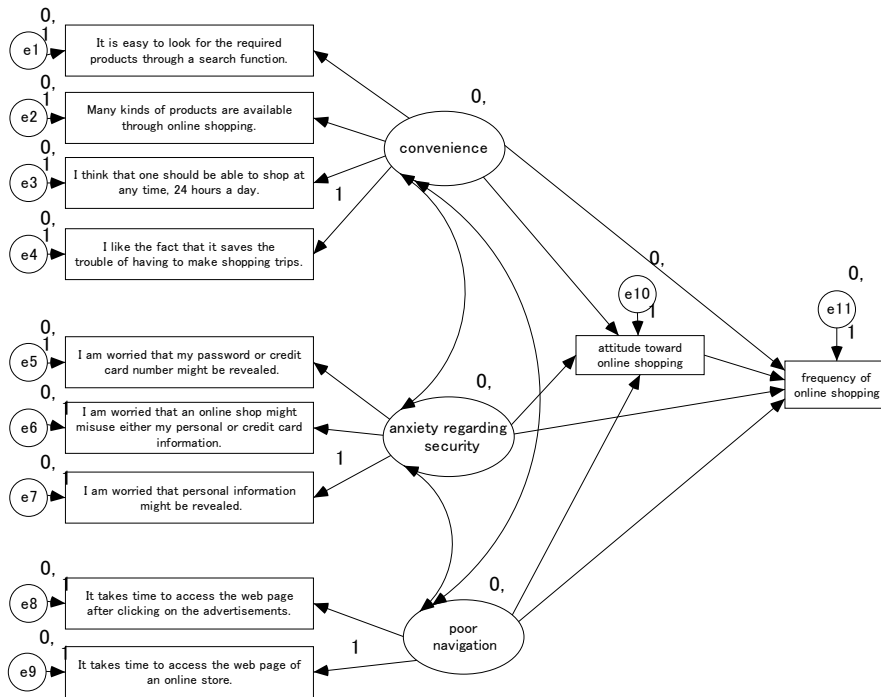 0,
1
e1
It is easy to look for the required
products through a search function.
0,
1
e2
Many kinds of products are available
through online shopping.
0,
1
e3
I think that one should be able to shop at
any time, 24 hours a day.
0,
1
e4
I like the fact that it saves the
trouble of having to make shopping trips.
1
0,
convenience
0,
1
e5
I am worried that my password or credit
card number might be revealed.
0,
1
e6
I am worried that an online shop might
misuse either my personal or credit card
information.
0,
1
e7
I am worried that personal information
might be revealed.
1
0,
anxiety regarding
security
0,
1
e8
It takes time to access the web page
after clicking on the advertisements.
0,
1
e9
It takes time to access the web page of
an online store.
1
0,
poor
navigation
0,
e10
1
attitude toward
online shopping
0,
e11
1
frequency of
online shopping